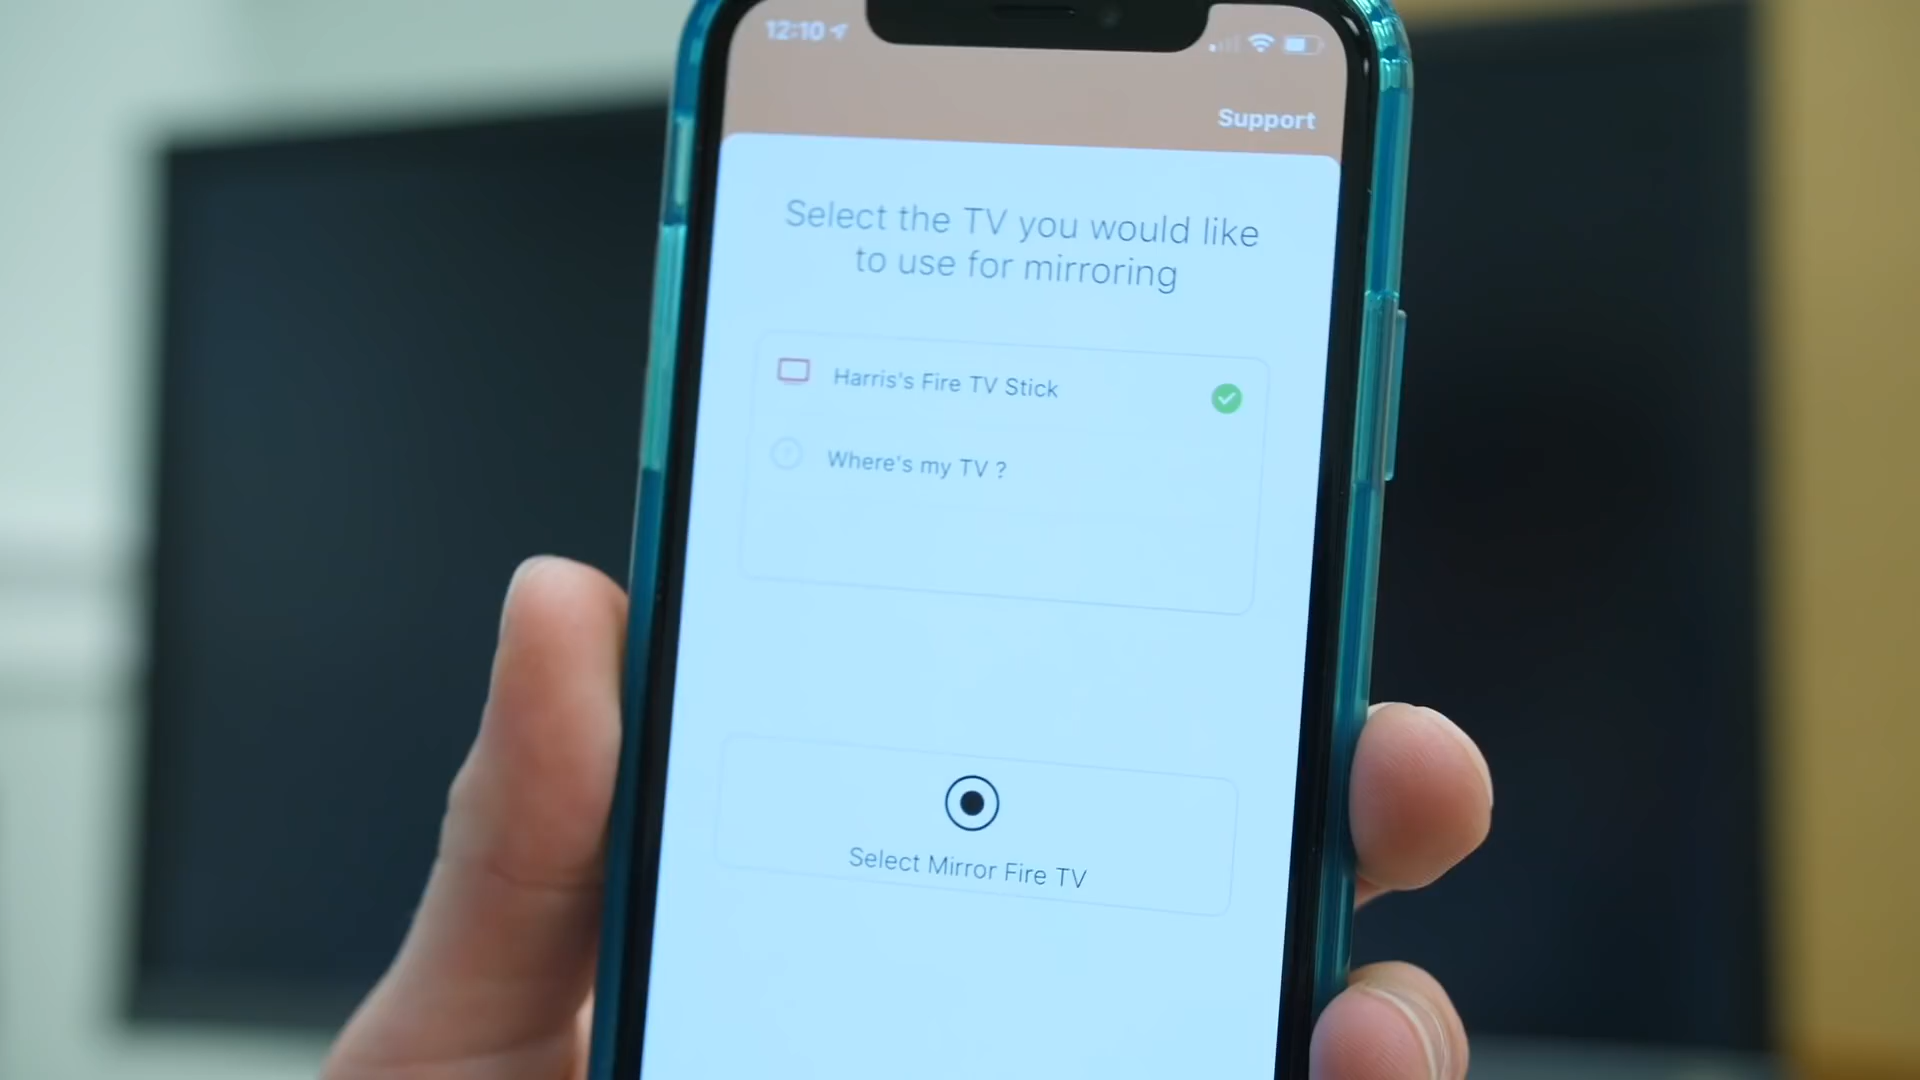 12:10
Support
Select the TV you would like
to use for mirroring
Harris's Fire TV Stick
Where's my TV ?
Select Mirror Fire TV